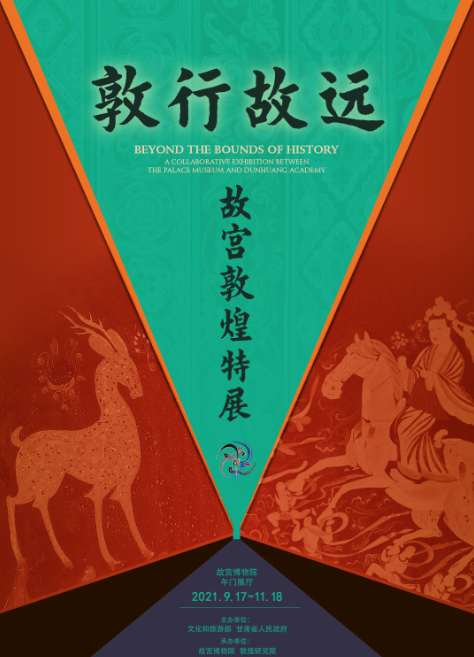 敦行故远
BEYOND THE BOUNDS OF HISTORY
A COLLABORATIVE EXHIBITION BETWEEN
THE PALACE MUSEUM AND DUNHUANG ACADEMY
故宫敦煌特展
故宫博物院
午门展厅
2021.9.17~11.18
主办单位：
文化和旅游部 甘肃省人民政府
承办单位：
故宫博物院 敦煌研究院